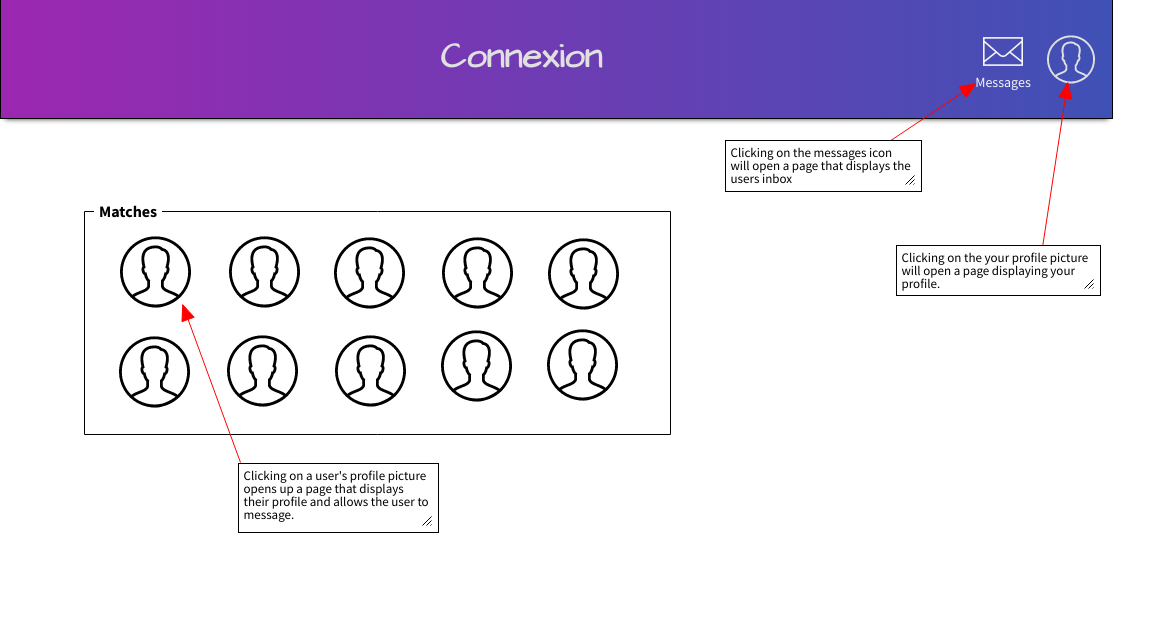 Connexion
Messages
Clicking on the messages icon
will open a page that displays the
users inbox
Matches
Clicking on the your profile picture
will open a page displaying your
profile.
Clicking on a user's profile picture
opens up a page that displays
their profile and allows the user to
message.